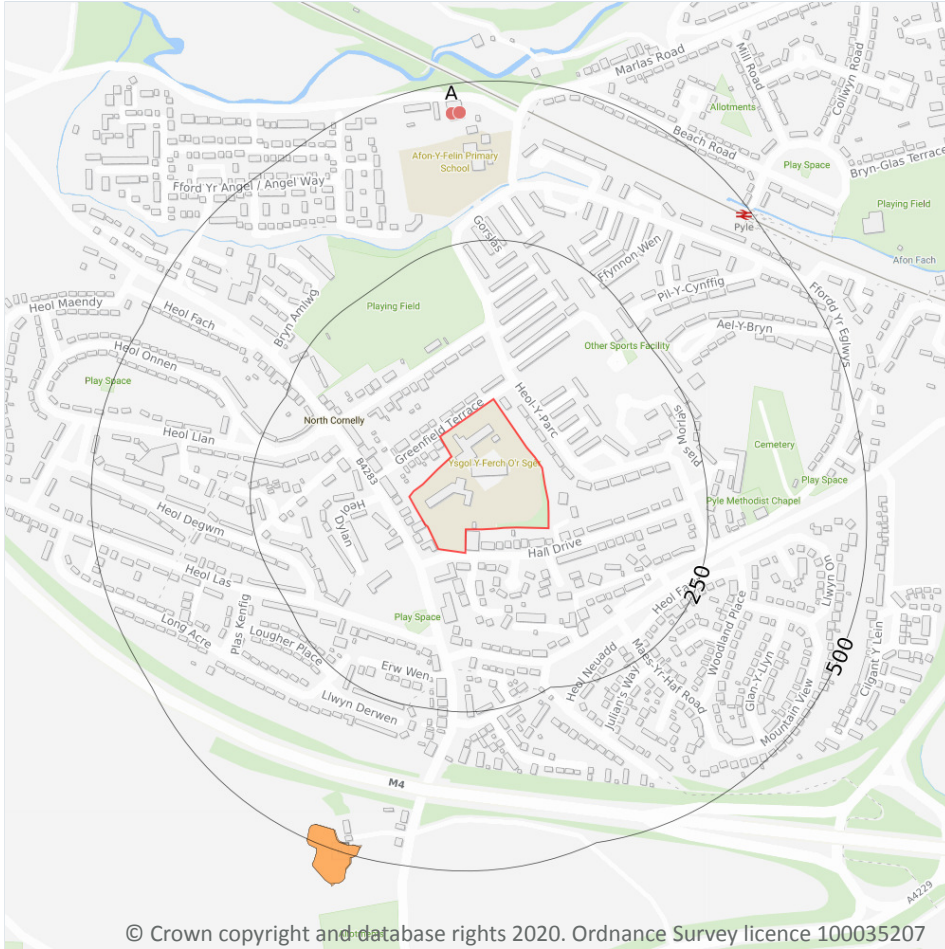 Marlas Road
Mill Road
Collwyn Road
A
Allotments
Beach Road
Afon-Y-Felin Primary
School
Play Space
Bryn-Glas Terrace
Fford Yr Angel / Angel Way
Playing Field
Pyle
Gorslas
Afon Fach
Ffynnon Wen
Heol Maendy
Heol Fach
Bryn Amlwg
Playing Field
Pil-Y-Cynffig
Ffordd Yr Eglwys
Ael-Y-Bryn
Heol Onnen
Other Sports Facility
Play Space
Heol-Y-Parc
North Cornelly
Greenfield Terrace
Plas Morlais
Heol Llan
Cemetery
B4283
Ysgol Y Ferch O'r Sger
Play Space
Pyle Methodist Chapel
Heol Degwm
Heol
Dylan
Hall Drive
Heol Las
250
Heol Fach
Llwyn On
Plas Kenfig
Play Space
Woodland Place
Long Acre
Lougher Place
500
Cilgant Y Lein
Erw Wen
Heol Neuadd
Maes-Yr-Haf Road
Glan-Y-Llyn
Julian's Way
Llwyn Derwen
Mountain View
M4
A4229
© Crown copyright and database rights 2020. Ordnance Survey licence 100035207